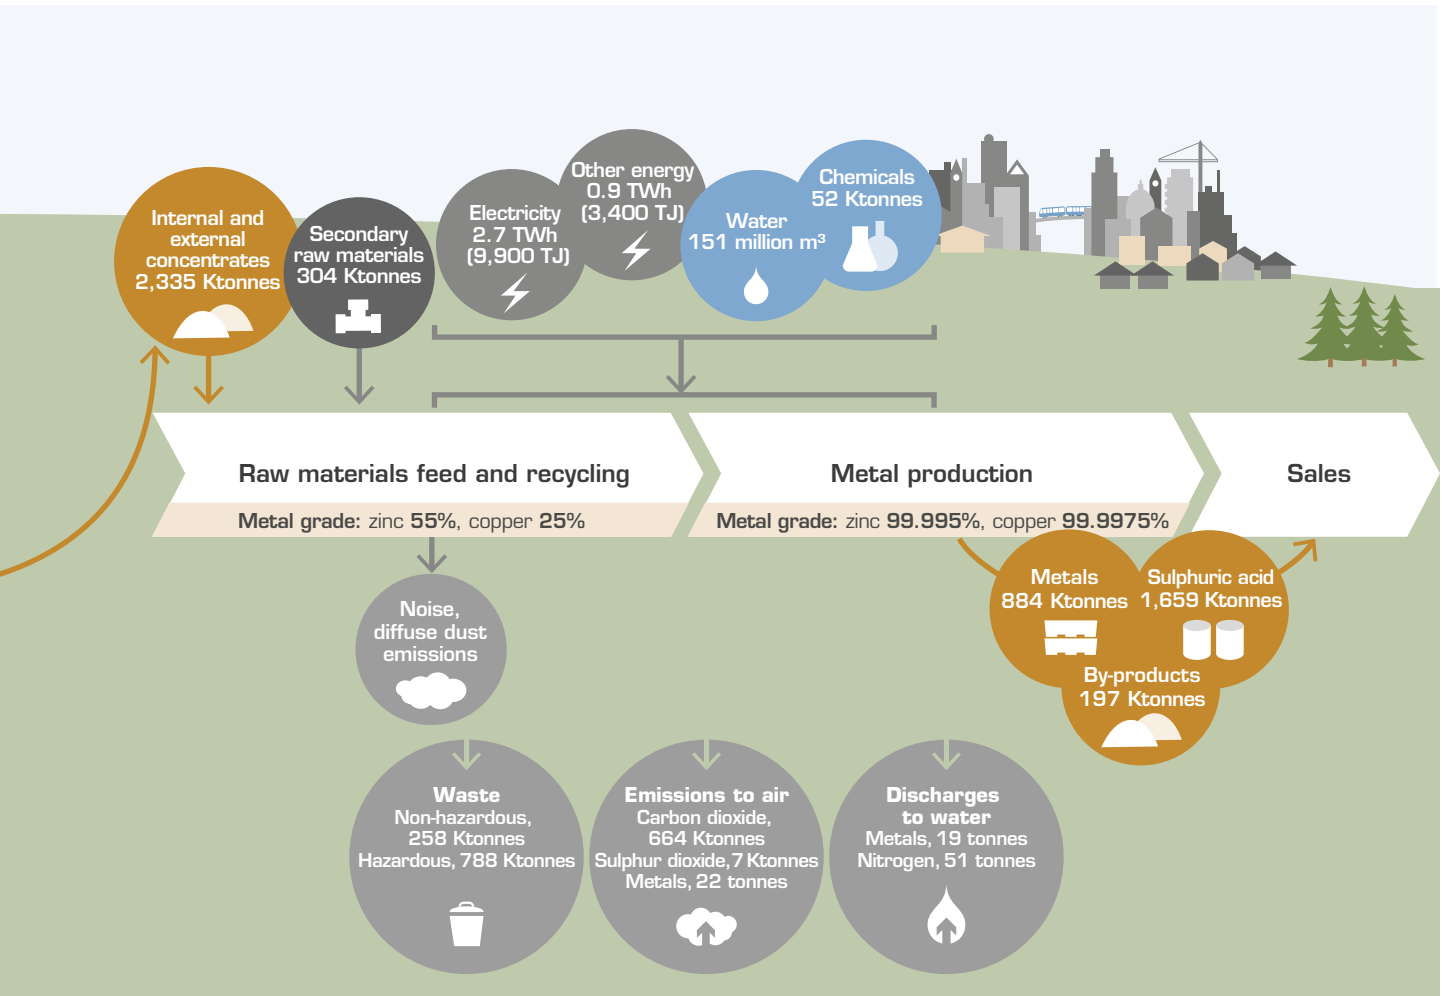 Internal and
external
concentrates
2,335 Ktonnes
Secondary
raw materials
304 Ktonnes
Electricity
2.7 TWh
(9,900 TJ)
Other energy
0.9 TWh
(3,400 TJ)
Water
151 million m³
Chemicals
52 Ktonnes
Raw materials feed and recycling
Metal grade: zinc 55%, copper 25%
Metal production
Metal grade: zinc 99.995%, copper 99.9975%
Sales
Noise,
diffuse dust
emissions
Metals
884 Ktonnes
Sulphuric acid
1,659 Ktonnes
By-products
197 Ktonnes
Waste
Non-hazardous,
258 Ktonnes
Hazardous, 788 Ktonnes
Emissions to air
Carbon dioxide,
664 Ktonnes
Sulphur dioxide, 7 Ktonnes
Metals, 22 tonnes
Discharges
to water
Metals, 19 tonnes
Nitrogen, 51 tonnes